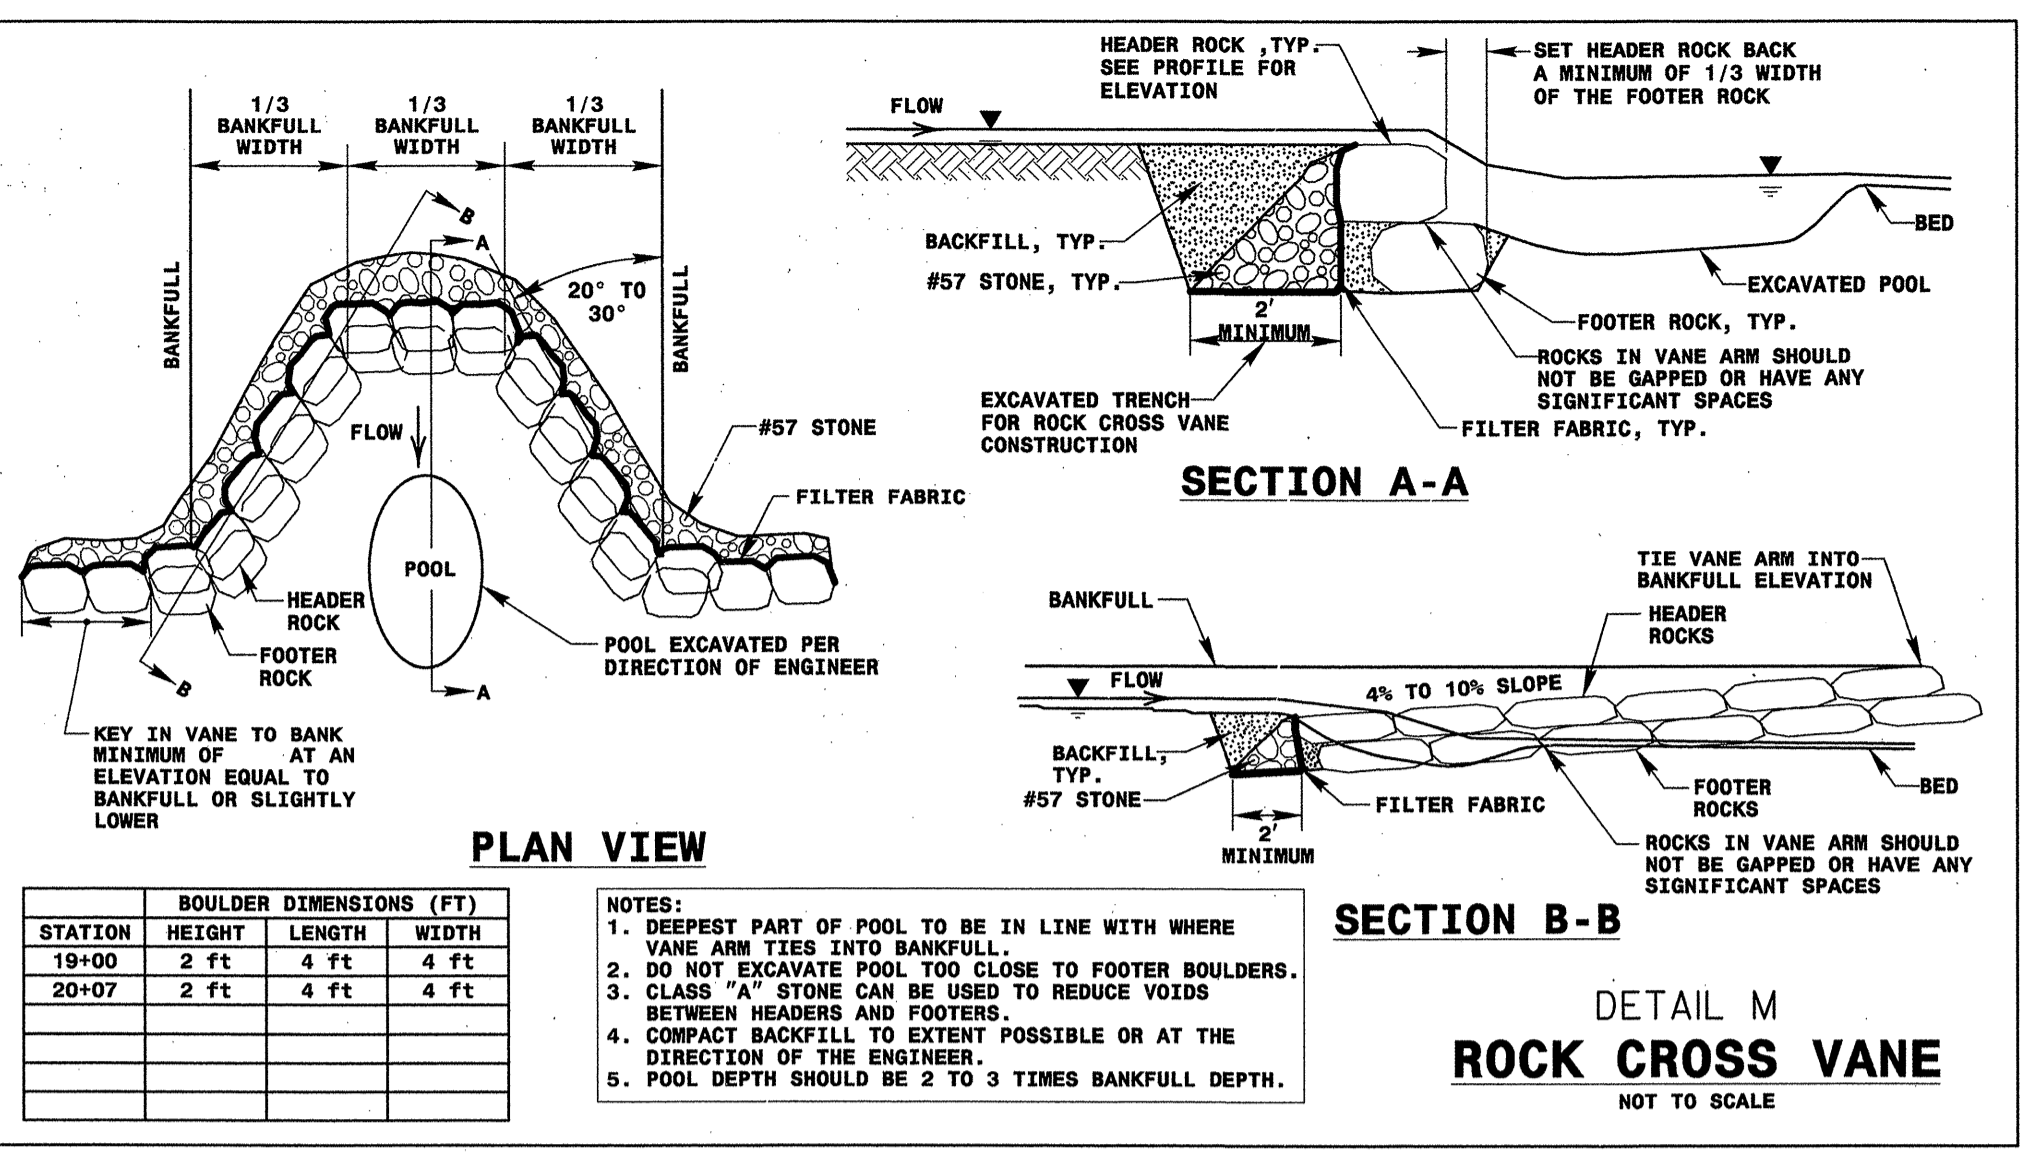 1/3
BANKFULL
WIDTH
1/3
BANKFULL
WIDTH
1/3
BANKFULL
WIDTH
B
A
BANKFULL
20° TO
30°
BANKFULL
FLOW
#57 STONE
FILTER FABRIC
POOL
HEADER
ROCK
FOOTER
ROCK
POOL EXCAVATED PER
DIRECTION OF ENGINEER
B
A
KEY IN VANE TO BANK
MINIMUM OF AT AN
ELEVATION EQUAL TO
BANKFULL OR SLIGHTLY
LOWER
PLAN VIEW
HEADER ROCK ,TYP.
SEE PROFILE FOR
ELEVATION
SET HEADER ROCK BACK
A MINIMUM OF 1/3 WIDTH
OF THE FOOTER ROCK
FLOW
BACKFILL, TYP.
#57 STONE, TYP.
BED
EXCAVATED POOL
2'
MINIMUM
FOOTER ROCK, TYP.
ROCKS IN VANE ARM SHOULD
NOT BE GAPPED OR HAVE ANY
SIGNIFICANT SPACES
EXCAVATED TRENCH
FOR ROCK CROSS VANE
CONSTRUCTION
FILTER FABRIC, TYP.
SECTION A-A
TIE VANE ARM INTO
BANKFULL ELEVATION
BANKFULL
HEADER
ROCKS
FLOW
4% TO 10% SLOPE
BACKFILL,
TYP.
#57 STONE
FILTER FABRIC
FOOTER
ROCKS
BED
2'
MINIMUM
ROCKS IN VANE ARM SHOULD
NOT BE GAPPED OR HAVE ANY
SIGNIFICANT SPACES
SECTION B-B
BOULDER DIMENSIONS (FT)
STATION HEIGHT LENGTH WIDTH
19+00 2 ft 4 ft 4 ft
20+07 2 ft 4 ft 4 ft
NOTES:
1. DEEPEST PART OF POOL TO BE IN LINE WITH WHERE
VANE ARM TIES INTO BANKFULL.
2. DO NOT EXCAVATE POOL TOO CLOSE TO FOOTER BOULDERS.
3. CLASS "A" STONE CAN BE USED TO REDUCE VOIDS
BETWEEN HEADERS AND FOOTERS.
4. COMPACT BACKFILL TO EXTENT POSSIBLE OR AT THE
DIRECTION OF THE ENGINEER.
5. POOL DEPTH SHOULD BE 2 TO 3 TIMES BANKFULL DEPTH.
DETAIL M
ROCK CROSS VANE
NOT TO SCALE